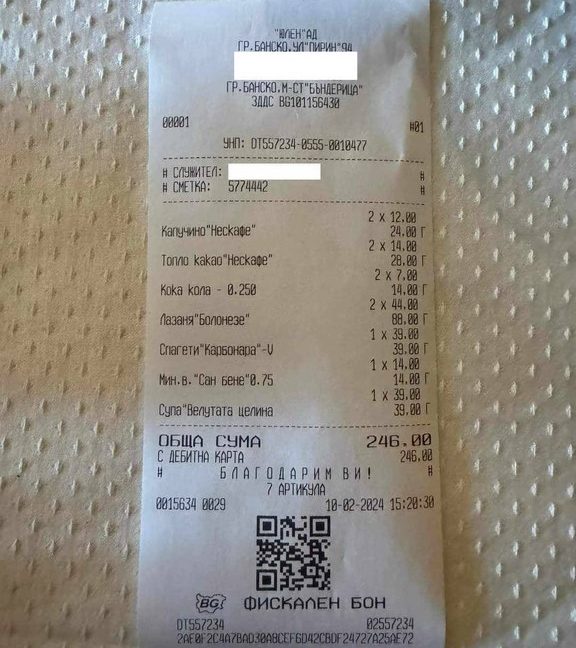 "ЮЛЕН"АД
ГР.БАНСКО,УЛ"ПИРИН"94
ГР.БАНСКО,М-СТ"БЪНДЕРИЦА"
ЗДДС BG101156430
00001 #01
УНП: DT557234-0555-0010477
# СЛУЖИТЕЛ: #
# СМЕТКА: 5774442 #
2 x 12.00
Капучино"Нескафе" 24.00 Г
2 x 14.00
Топло какао"Нескафе" 28.00 Г
2 x 7.00
Кока кола - 0.250 14.00 Г
2 x 44.00
Лазаня"Болонезе" 88.00 Г
1 x 39.00
Спагети"Карбонара"-V 39.00 Г
1 x 14.00
Мин.в."Сан бене"0.75 14.00 Г
1 x 39.00
Супа"Велутата целина 39.00 Г
ОБЩА СУМА 246.00
С ДЕБИТНА КАРТА 246.00
# БЛАГОДАРИМ ВИ! #
7 АРТИКУЛА
0015634 0029 10-02-2024 15:20:30
BG ФИСКАЛЕН БОН
DT557234 02557234
2AE0F2C4A7BAD30ABCEF6D42CBDF24727A25AE72